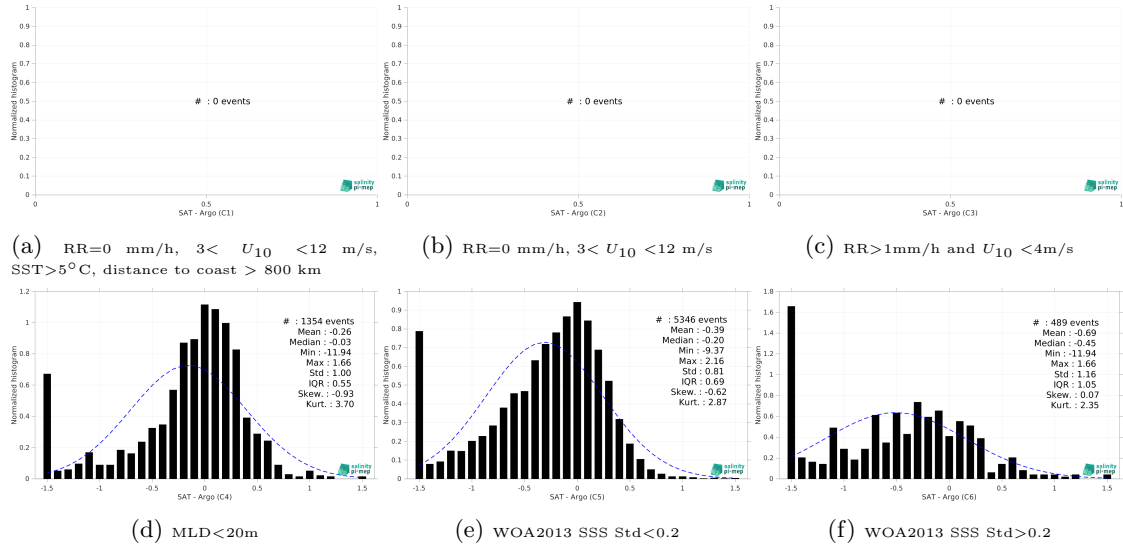 1
0.9
0.8
0.7
0.6
0.5
0.4
0.3
0.2
0.1
0
Normalized histogram
# : 0 events
salinity
pi-mep
0 0.5 1
SAT - Argo (C1)
(a) RR=0 mm/h, 3< U10 <12 m/s,
SST>5°C, distance to coast > 800 km
1
0.9
0.8
0.7
0.6
0.5
0.4
0.3
0.2
0.1
0
Normalized histogram
# : 0 events
salinity
pi-mep
0 0.5 1
SAT - Argo (C2)
(b) RR=0 mm/h, 3< U10 <12 m/s
1
0.9
0.8
0.7
0.6
0.5
0.4
0.3
0.2
0.1
0
Normalized histogram
# : 0 events
salinity
pi-mep
0 0.5 1
SAT - Argo (C3)
(c) RR>1mm/h and U10 <4m/s
1.2
1
0.8
0.6
0.4
0.2
0
Normalized histogram
# : 1354 events
Mean : -0.26
Median : -0.03
Min : -11.94
Max : 1.66
Std : 1.00
IQR : 0.55
Skew. : -0.93
Kurt. : 3.70
salinity
pi-mep
-1.5 -1 -0.5 0 0.5 1 1.5
SAT - Argo (C4)
(d) MLD<20m
1
0.9
0.8
0.7
0.6
0.5
0.4
0.3
0.2
0.1
0
Normalized histogram
# : 5346 events
Mean : -0.39
Median : -0.20
Min : -9.37
Max : 2.16
Std : 0.81
IQR : 0.69
Skew. : -0.62
Kurt. : 2.87
salinity
pi-mep
-1.5 -1 -0.5 0 0.5 1 1.5
SAT - Argo (C5)
(e) WOA2013 SSS Std<0.2
1.8
1.6
1.4
1.2
1
0.8
0.6
0.4
0.2
0
Normalized histogram
# : 489 events
Mean : -0.69
Median : -0.45
Min : -11.94
Max : 1.66
Std : 1.16
IQR : 1.05
Skew. : 0.07
Kurt. : 2.35
salinity
pi-mep
-1.5 -1 -0.5 0 0.5 1 1.5
SAT - Argo (C6)
(f) WOA2013 SSS Std>0.2